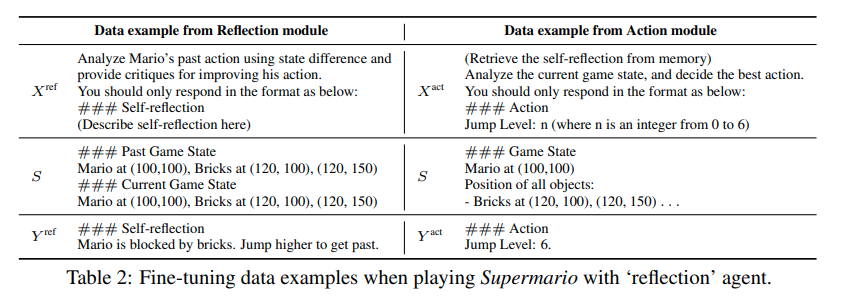 Data example from Reflection module
Data example from Action module
X^ref
Analyze Mario's past action using state difference and
provide critiques for improving his action.
You should only respond in the format as below:
### Self-reflection
(Describe self-reflection here)
X^act
(Retrieve the self-reflection from memory)
Analyze the current game state, and decide the best action.
You should only respond in the format as below:
### Action
Jump Level: n (where n is an integer from 0 to 6)
S
### Past Game State
Mario at (100,100), Bricks at (120, 100), (120, 150)
### Current Game State
Mario at (100,100), Bricks at (120, 100), (120, 150)
S
### Game State
Mario at (100,100)
Position of all objects:
- Bricks at (120, 100), (120, 150) . . .
Y^ref
### Self-reflection
Mario is blocked by bricks. Jump higher to get past.
Y^act
### Action
Jump Level: 6.
Table 2: Fine-tuning data examples when playing Supermario with ‘reflection’ agent.